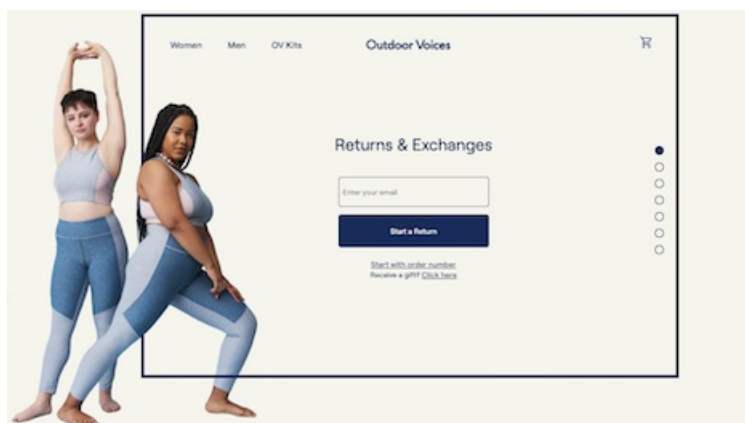 Women Men OV Kits Outdoor Voices
Returns & Exchanges
Enter your email
Start a Return
Start with order number
Receive a gift? Click here